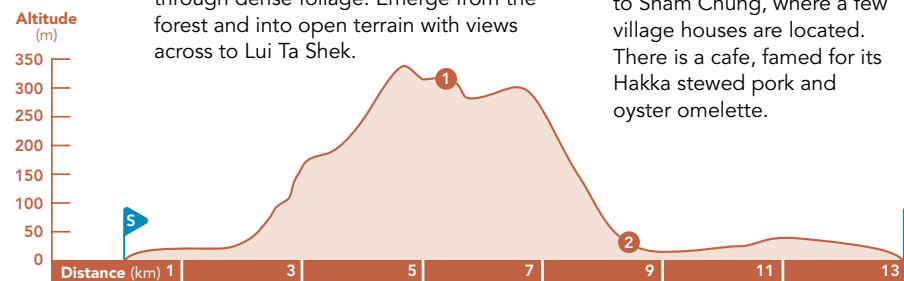 through dense foliage. Emerge from the
forest and into open terrain with views
across to Lui Ta Shek.
to Sham Chung, where a few
village houses are located.
There is a cafe, famed for its
Hakka stewed pork and
oyster omelette.
Altitude
(m)
350
300
250
200
150
100
50
0
S
1
2
Distance (km) 1 3 5 7 9 11 13